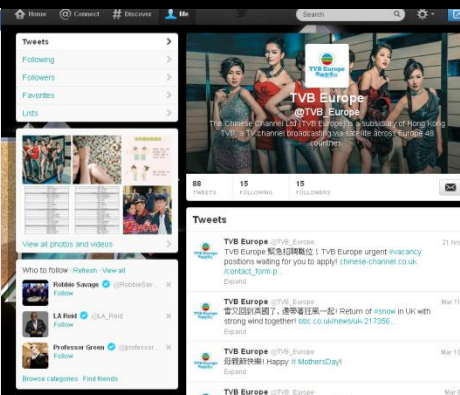 Home @ Connect # Discover Me Search
Tweets
Following
Followers
Favorites
Lists
View all photos and videos
Who to follow · Refresh · View all
Robbie Savage @RobbieSav...
Follow
LA Reid @LA_Reid
Follow
Professor Green @professor...
Follow
Browse categories · Find friends
TVB Europe
TVB Europe
@TVB_Europe
The Chinese Channel Ltd (TVB Europe) is a subsidiary of Hong Kong
TVB, a TV channel broadcasting via satellite across Europe 48
countries.
88 15 15
TWEETS FOLLOWING FOLLOWERS
Tweets
TVB Europe @TVB_Europe 21 hrs
TVB Europe 緊急招聘職位！TVB Europe urgent #vacancy
positions waiting for you to apply! chinese-channel.co.uk
/contact_form.p...
Expand
TVB Europe @TVB_Europe Mar 11
雪又回到英國了，還帶著狂風一起! Return of #snow in UK with
strong wind together! bbc.co.uk/news/uk-217356...
Expand
TVB Europe @TVB_Europe Mar 10
母親節快樂! Happy # MothersDay!
Expand
TVB Europe @TVB_Europe